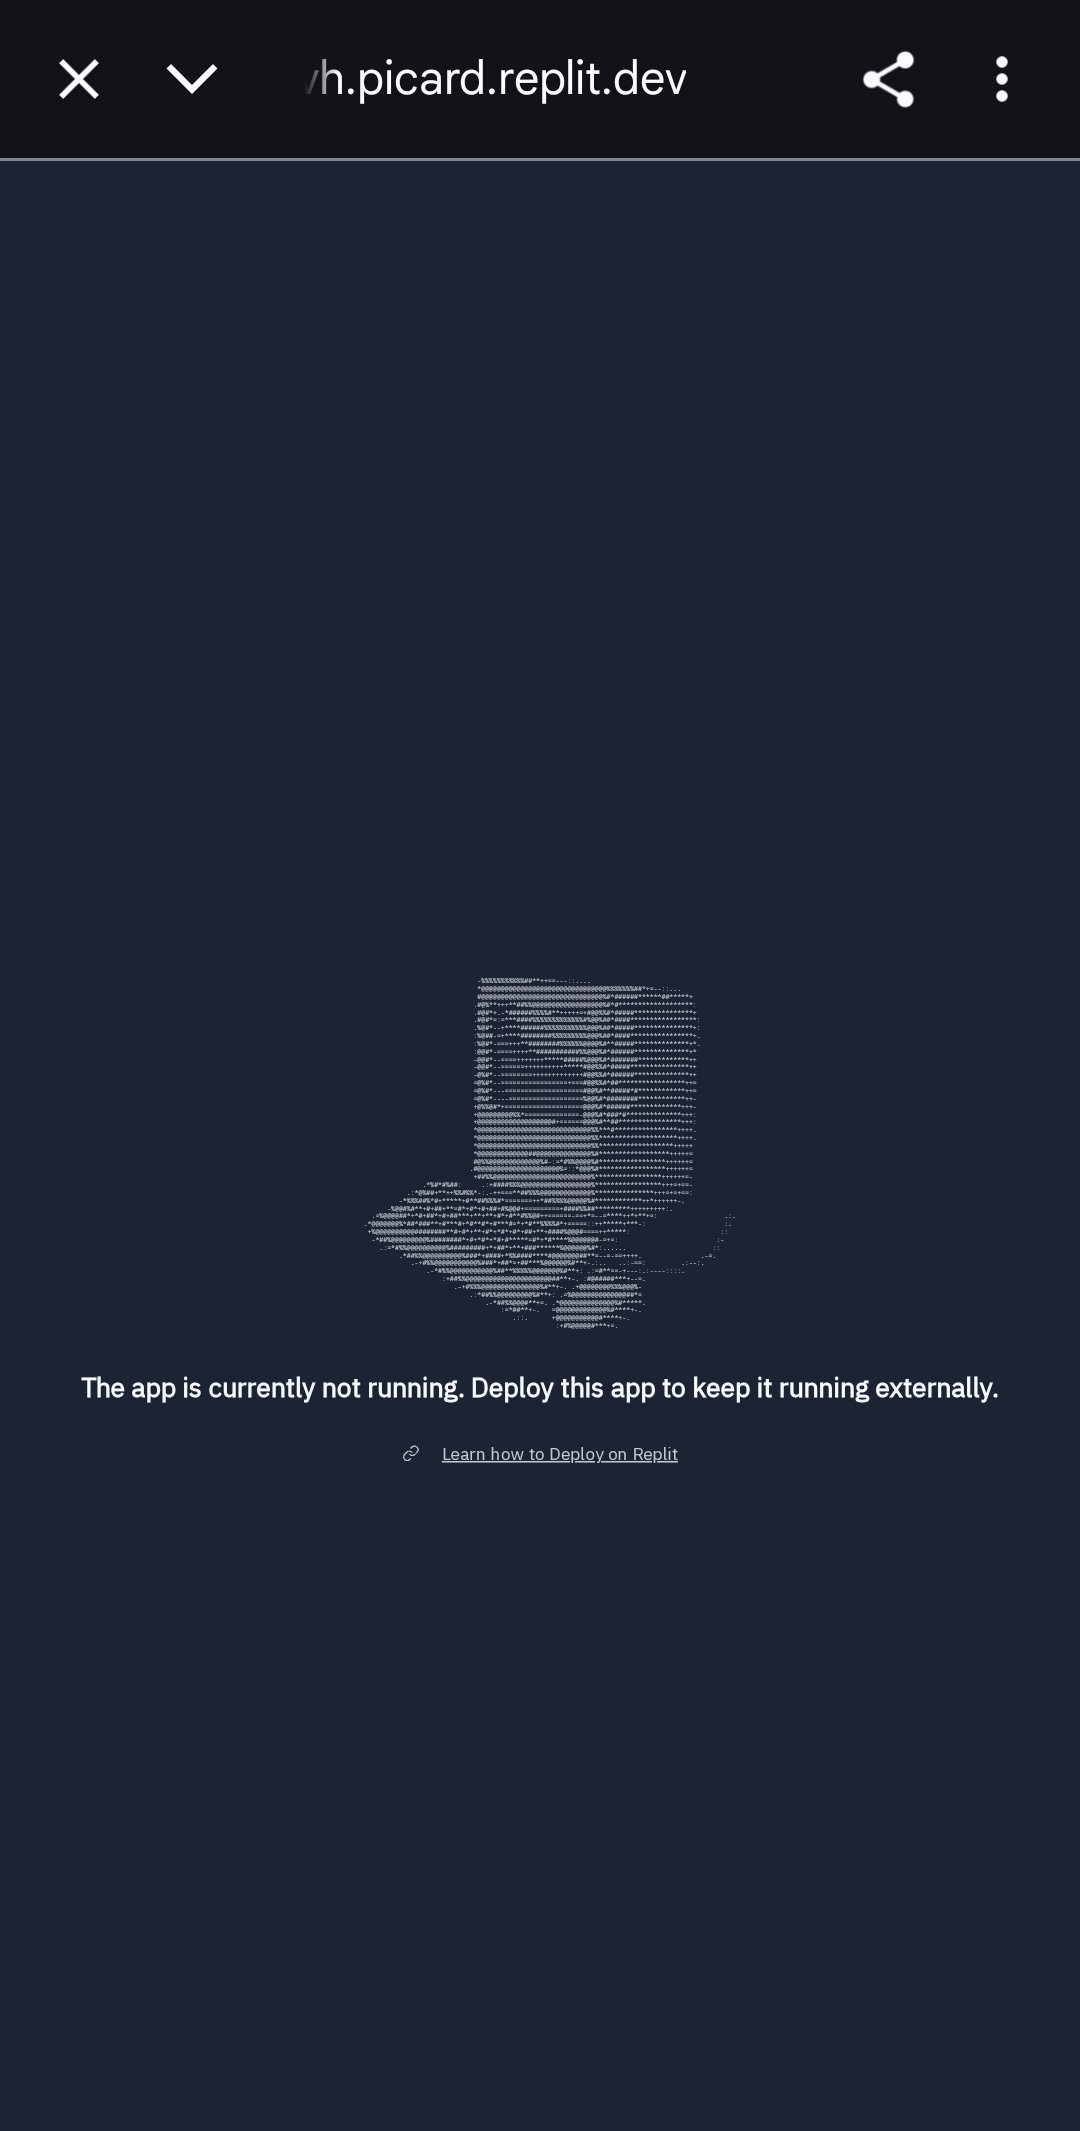 vh.picard.replit.dev
The app is currently not running. Deploy this app to keep it running externally.
Learn how to Deploy on Replit